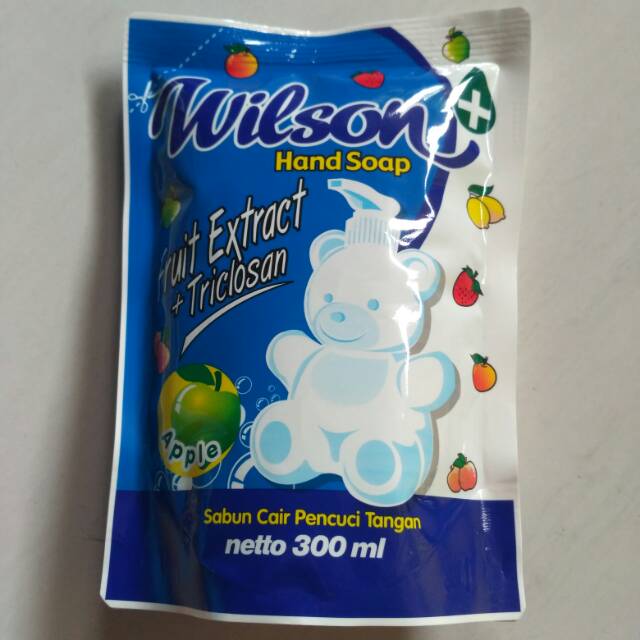 Wilson
Hand Soap
Fruit Extract
+ Triclosan
Apple
Sabun Cair Pencuci Tangan
netto 300 ml